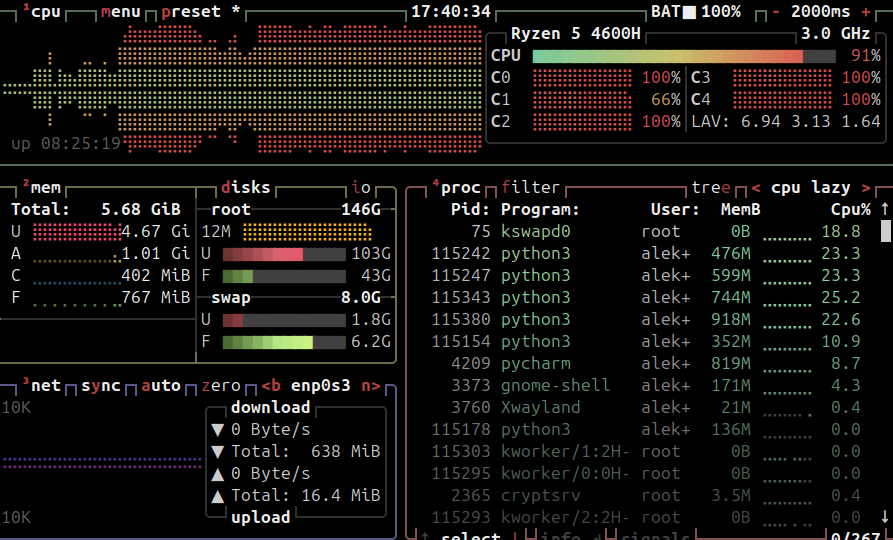 ¹cpu menu preset * 17:40:34 BAT■ 100% - 2000ms +
Ryzen 5 4600H 3.0 GHz
CPU 91%
C0 100% C3 100%
C1 66% C4 100%
C2 100% LAV: 6.94 3.13 1.64
up 08:25:19
²mem
Total: 5.68 GiB
U 4.67 Gi
A 1.01 Gi
C 402 MiB
F 767 MiB
disks io
root 146G
12M
U 103G
F 43G
swap 8.0G
U 1.8G
F 6.2G
³net sync auto zero <b enp0s3 n>
10K
download
▼ 0 Byte/s
▼ Total: 638 MiB
▲ 0 Byte/s
▲ Total: 16.4 MiB
upload
10K
⁴proc filter tree < cpu lazy >
Pid: Program: User: MemB Cpu% ↑
75 kswapd0 root 0B 18.8
115242 python3 alek+ 476M 23.3
115247 python3 alek+ 599M 23.3
115343 python3 alek+ 744M 25.2
115380 python3 alek+ 918M 22.6
115154 python3 alek+ 352M 10.9
4209 pycharm alek+ 819M 8.7
3373 gnome-shell alek+ 171M 4.3
3760 Xwayland alek+ 21M 0.4
115178 python3 alek+ 136M 0.0
115303 kworker/1:2H- root 0B 0.0
115295 kworker/0:0H- root 0B 0.0
2365 cryptsrv root 3.5M 0.4
115293 kworker/2:2H- root 0B 0.0 ↓
↑ select ↓ info ↲ signals 0/267